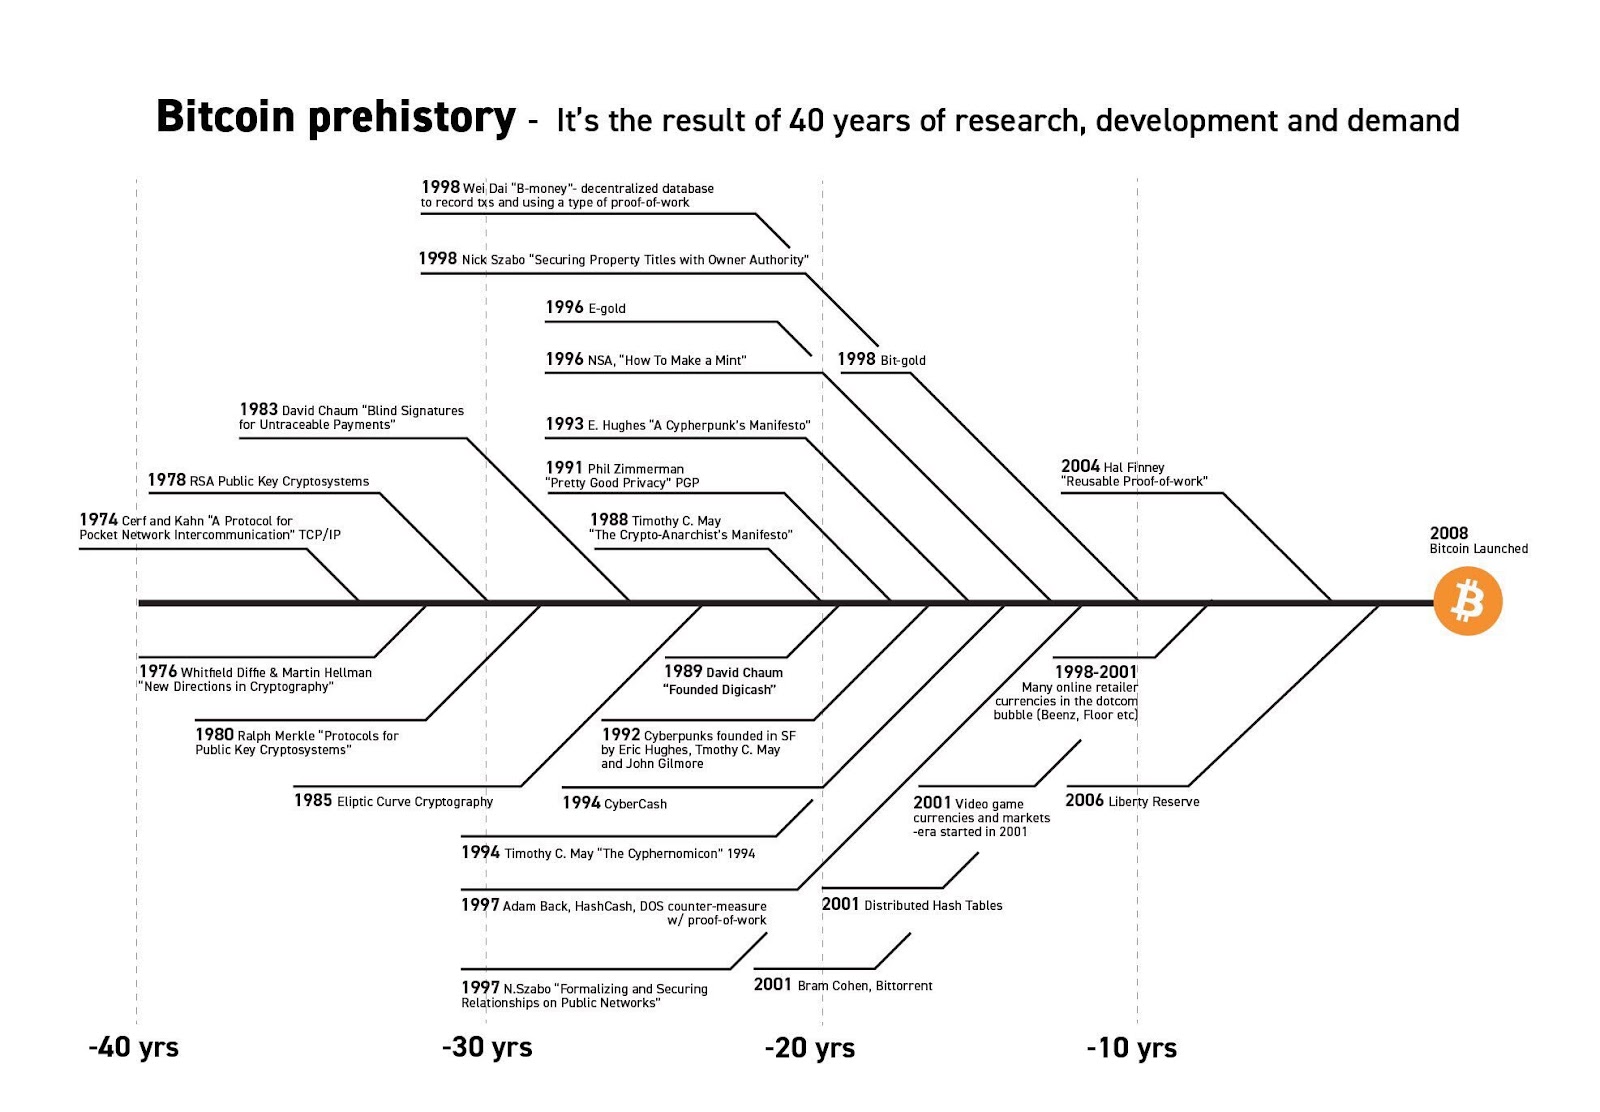 Bitcoin prehistory - It's the result of 40 years of research, development and demand
1998 Wei Dai "B-money"- decentralized database
to record txs and using a type of proof-of-work
1998 Nick Szabo "Securing Property Titles with Owner Authority"
1996 E-gold
1996 NSA, "How To Make a Mint"
1998 Bit-gold
1983 David Chaum "Blind Signatures
for Untraceable Payments"
1993 E. Hughes "A Cypherpunk's Manifesto"
1978 RSA Public Key Cryptosystems
1991 Phil Zimmerman
"Pretty Good Privacy" PGP
2004 Hal Finney
"Reusable Proof-of-work"
1974 Cerf and Kahn "A Protocol for
Pocket Network Intercommunication" TCP/IP
1988 Timothy C. May
"The Crypto-Anarchist's Manifesto"
2008
Bitcoin Launched
1976 Whitfield Diffie & Martin Hellman
"New Directions in Cryptography"
1989 David Chaum
"Founded Digicash"
1998-2001
Many online retailer
currencies in the dotcom
bubble (Beenz, Floor etc)
1980 Ralph Merkle "Protocols for
Public Key Cryptosystems"
1992 Cyberpunks founded in SF
by Eric Hughes, Tmothy C. May
and John Gilmore
1985 Eliptic Curve Cryptography
1994 CyberCash
2001 Video game
currencies and markets
-era started in 2001
2006 Liberty Reserve
1994 Timothy C. May "The Cyphernomicon" 1994
1997 Adam Back, HashCash, DOS counter-measure
w/ proof-of-work
2001 Distributed Hash Tables
1997 N.Szabo "Formalizing and Securing
Relationships on Public Networks"
2001 Bram Cohen, Bittorrent
-40 yrs
-30 yrs
-20 yrs
-10 yrs